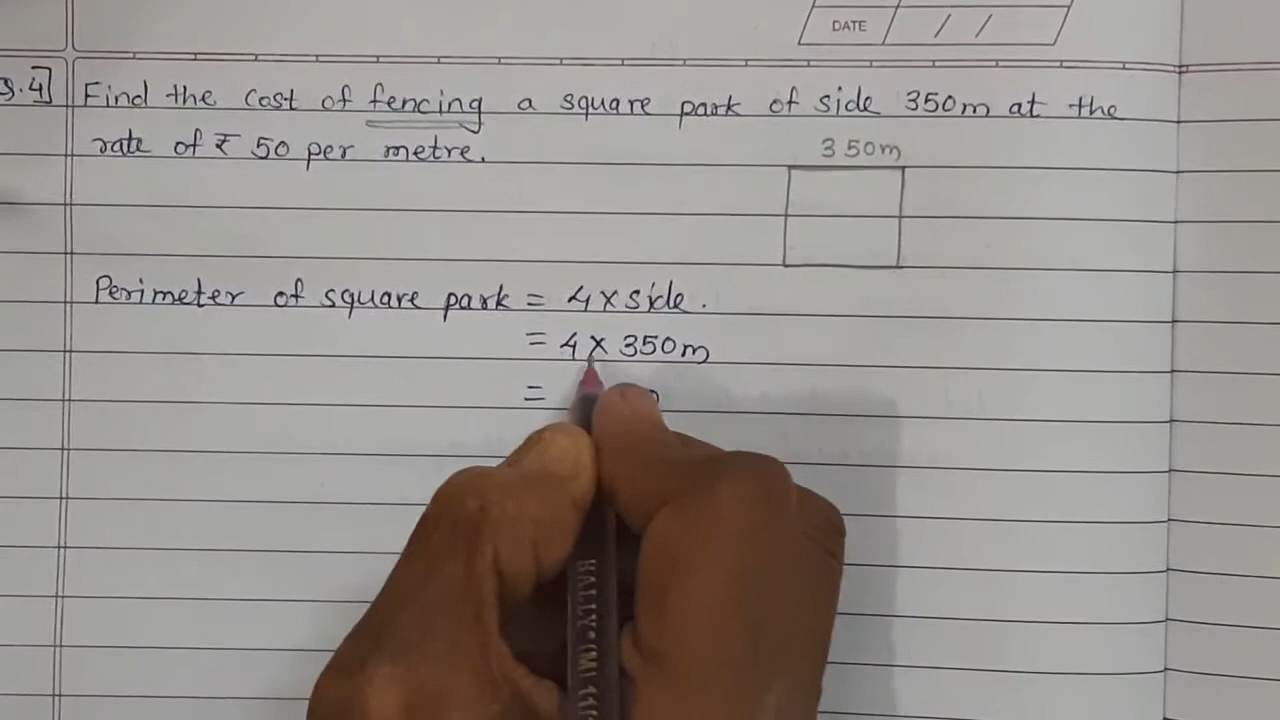 DATE / /
9.4] Find the cost of fencing a square park of side 350m at the
rate of ₹ 50 per metre.
350m
Perimeter of square park = 4 x side.
= 4 x 350m
=